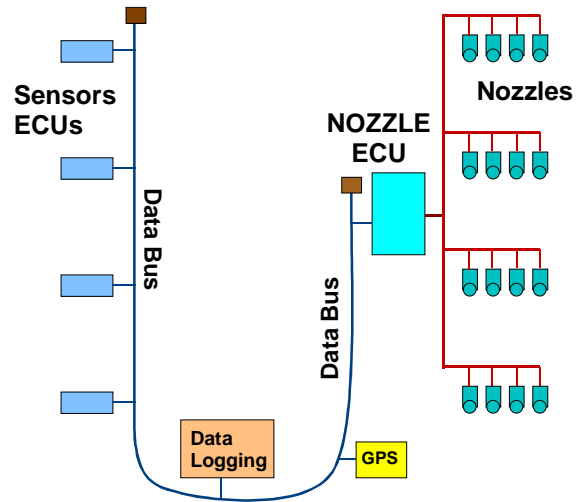 Sensors
ECUs
Data Bus
Data
Logging
GPS
Data Bus
NOZZLE
ECU
Nozzles